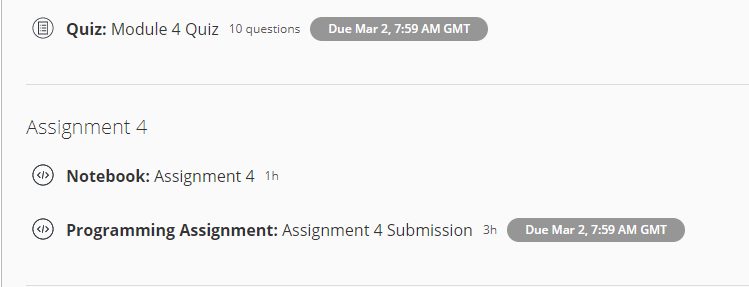 Quiz: Module 4 Quiz 10 questions Due Mar 2, 7:59 AM GMT
Assignment 4
Notebook: Assignment 4 1h
Programming Assignment: Assignment 4 Submission 3h Due Mar 2, 7:59 AM GMT